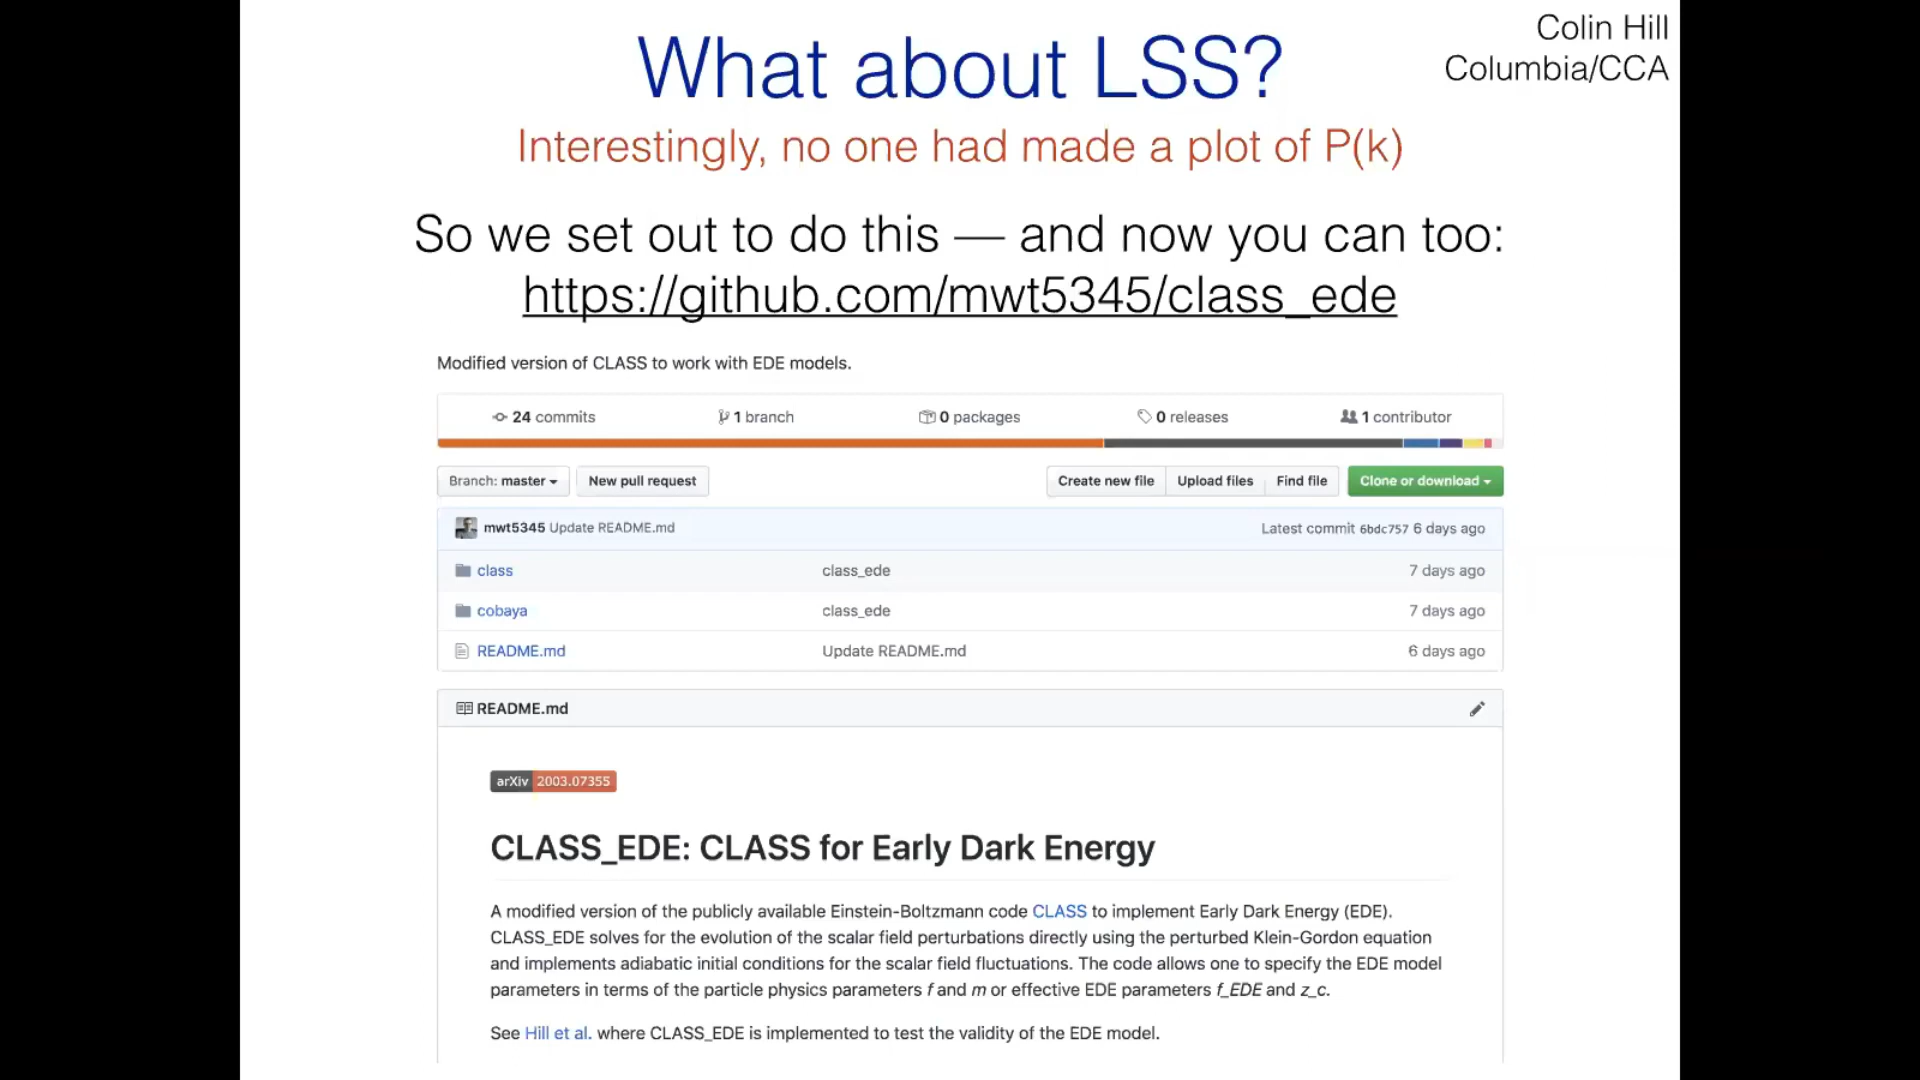 Colin Hill
Columbia/CCA
What about LSS?
Interestingly, no one had made a plot of P(k)
So we set out to do this — and now you can too:
https://github.com/mwt5345/class_ede
Modified version of CLASS to work with EDE models.
24 commits 1 branch 0 packages 0 releases 1 contributor
Branch: master New pull request Create new file Upload files Find file Clone or download
mwt5345 Update README.md Latest commit 6bdc757 6 days ago
class class_ede 7 days ago
cobaya class_ede 7 days ago
README.md Update README.md 6 days ago
README.md
arXiv 2003.07355
CLASS_EDE: CLASS for Early Dark Energy
A modified version of the publicly available Einstein-Boltzmann code CLASS to implement Early Dark Energy (EDE).
CLASS_EDE solves for the evolution of the scalar field perturbations directly using the perturbed Klein-Gordon equation
and implements adiabatic initial conditions for the scalar field fluctuations. The code allows one to specify the EDE model
parameters in terms of the particle physics parameters f and m or effective EDE parameters f_EDE and z_c.
See Hill et al. where CLASS_EDE is implemented to test the validity of the EDE model.